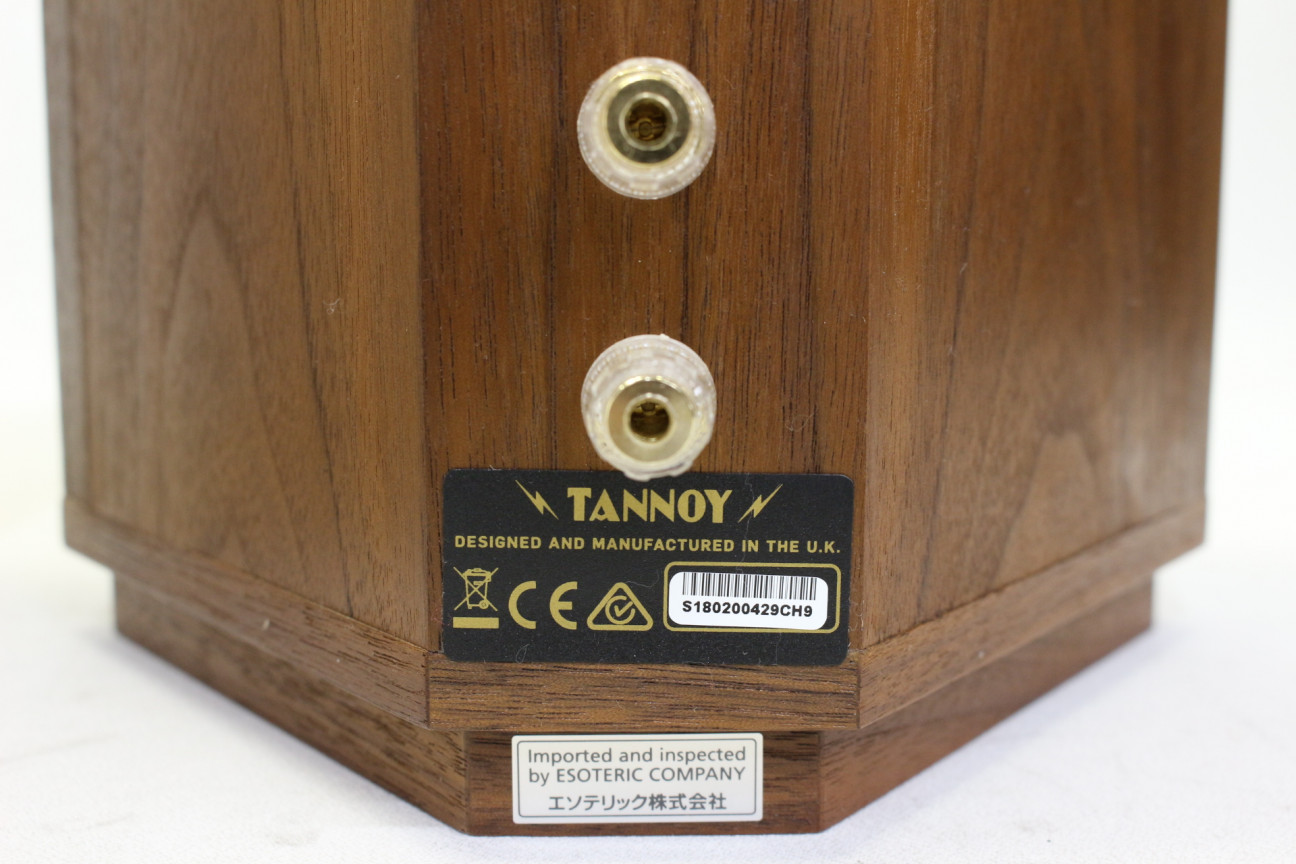 TANNOY
DESIGNED AND MANUFACTURED IN THE U.K.
CE
S180200429CH9
Imported and inspected
by ESOTERIC COMPANY
エソテリック株式会社